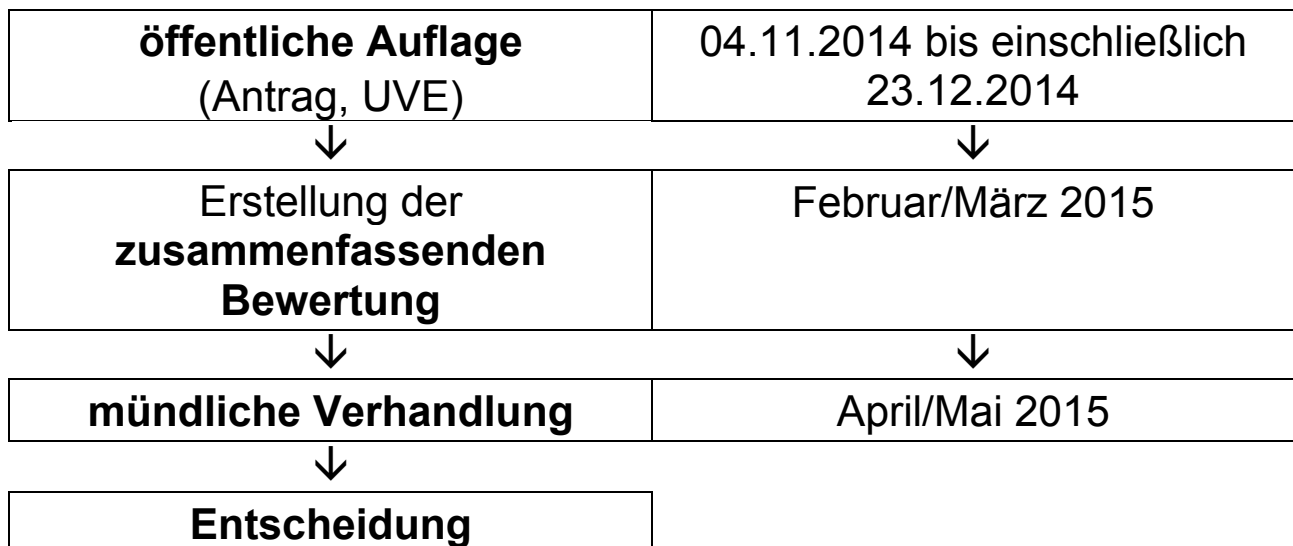 öffentliche Auflage
(Antrag, UVE)
04.11.2014 bis einschließlich
23.12.2014
Erstellung der
zusammenfassenden
Bewertung
Februar/März 2015
mündliche Verhandlung
April/Mai 2015
Entscheidung